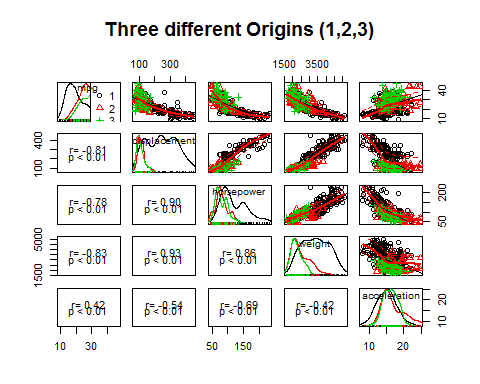 Three different Origins (1,2,3)
100 300
1500 3500
mpg
1
2
3
10 40
100 400
r= -0.81
p < 0.01
displacement
r= -0.78
p < 0.01
r= 0.90
p < 0.01
horsepower
50 200
1500 5000
r= -0.83
p < 0.01
r= 0.93
p < 0.01
r= 0.86
p < 0.01
weight
r= 0.42
p < 0.01
r= -0.54
p < 0.01
r= -0.69
p < 0.01
r= -0.42
p < 0.01
acceleration
10 20
10 30
50 150
10 20